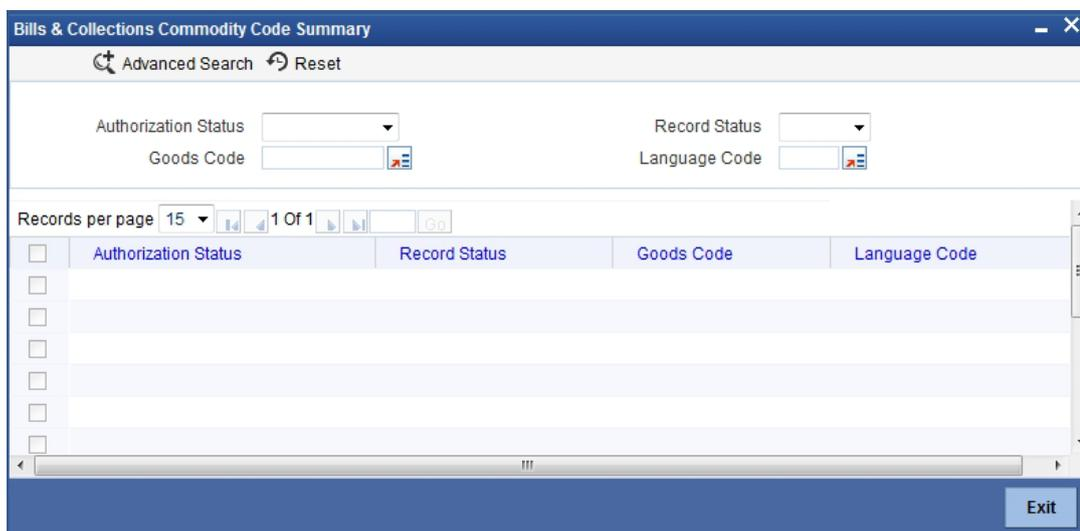 Bills & Collections Commodity Code Summary
Advanced Search Reset
Authorization Status Record Status
Goods Code Language Code
Records per page 15 1 Of 1 Go
Authorization Status Record Status Goods Code Language Code
Exit